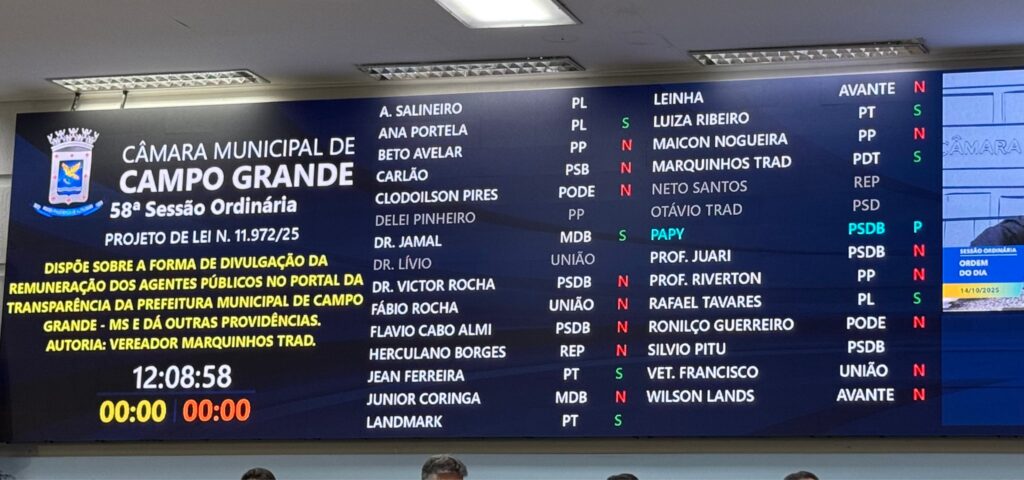 CÂMARA MUNICIPAL DE
CAMPO GRANDE
58ª Sessão Ordinária
PROJETO DE LEI N. 11.972/25
DISPÕE SOBRE A FORMA DE DIVULGAÇÃO DA
REMUNERAÇÃO DOS AGENTES PÚBLICOS NO PORTAL DA
TRANSPARÊNCIA DA PREFEITURA MUNICIPAL DE CAMPO
GRANDE - MS E DÁ OUTRAS PROVIDÊNCIAS.
AUTORIA: VEREADOR MARQUINHOS TRAD.
12:08:58
00:00 00:00
A. SALINEIRO PL
ANA PORTELA PL S
BETO AVELAR PP N
CARLÃO PSB N
CLODOILSON PIRES PODE N
DELEI PINHEIRO PP
DR. JAMAL MDB S
DR. LÍVIO UNIÃO
DR. VICTOR ROCHA PSDB N
FÁBIO ROCHA UNIÃO N
FLAVIO CABO ALMI PSDB N
HERCULANO BORGES REP N
JEAN FERREIRA PT S
JUNIOR CORINGA MDB N
LANDMARK PT S
LEINHA AVANTE N
LUIZA RIBEIRO PT S
MAICON NOGUEIRA PP N
MARQUINHOS TRAD PDT S
NETO SANTOS REP
OTÁVIO TRAD PSD
PAPY PSDB P
PROF. JUARI PSDB N
PROF. RIVERTON PP N
RAFAEL TAVARES PL S
RONILÇO GUERREIRO PODE N
SILVIO PITU PSDB
VET. FRANCISCO UNIÃO N
WILSON LANDS AVANTE N
CÂMARA
SESSÃO ORDINÁRIA
ORDEM
DO DIA
14/10/2025